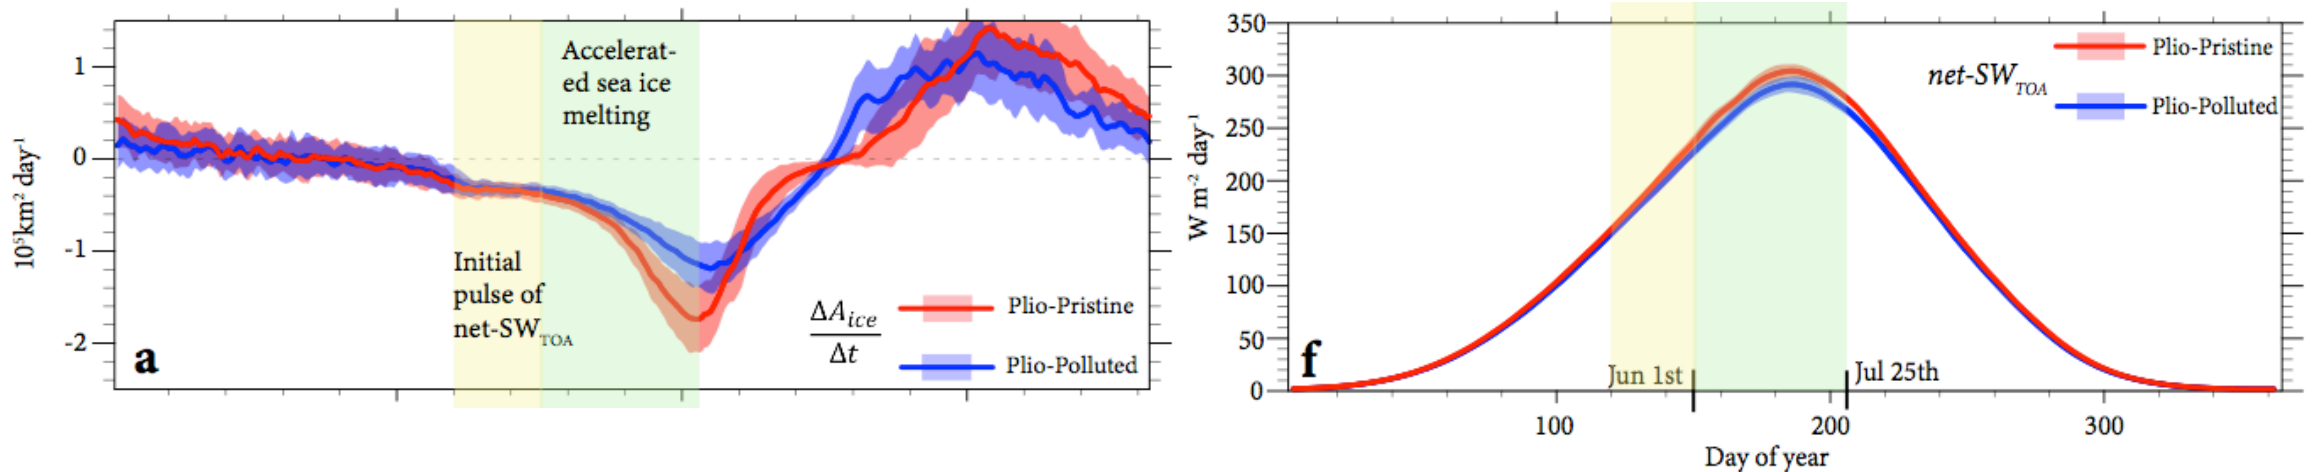 1
0
-1
-2
10⁵km² day⁻¹
Accelerat-
ed sea ice
melting
Initial
pulse of
net-SW_TOA
a
ΔA_ice
Δt
Plio-Pristine
Plio-Polluted
350
300
250
200
150
100
50
0
W m⁻² day⁻¹
net-SW_TOA
Plio-Pristine
Plio-Polluted
f
Jun 1st
Jul 25th
100
200
300
Day of year